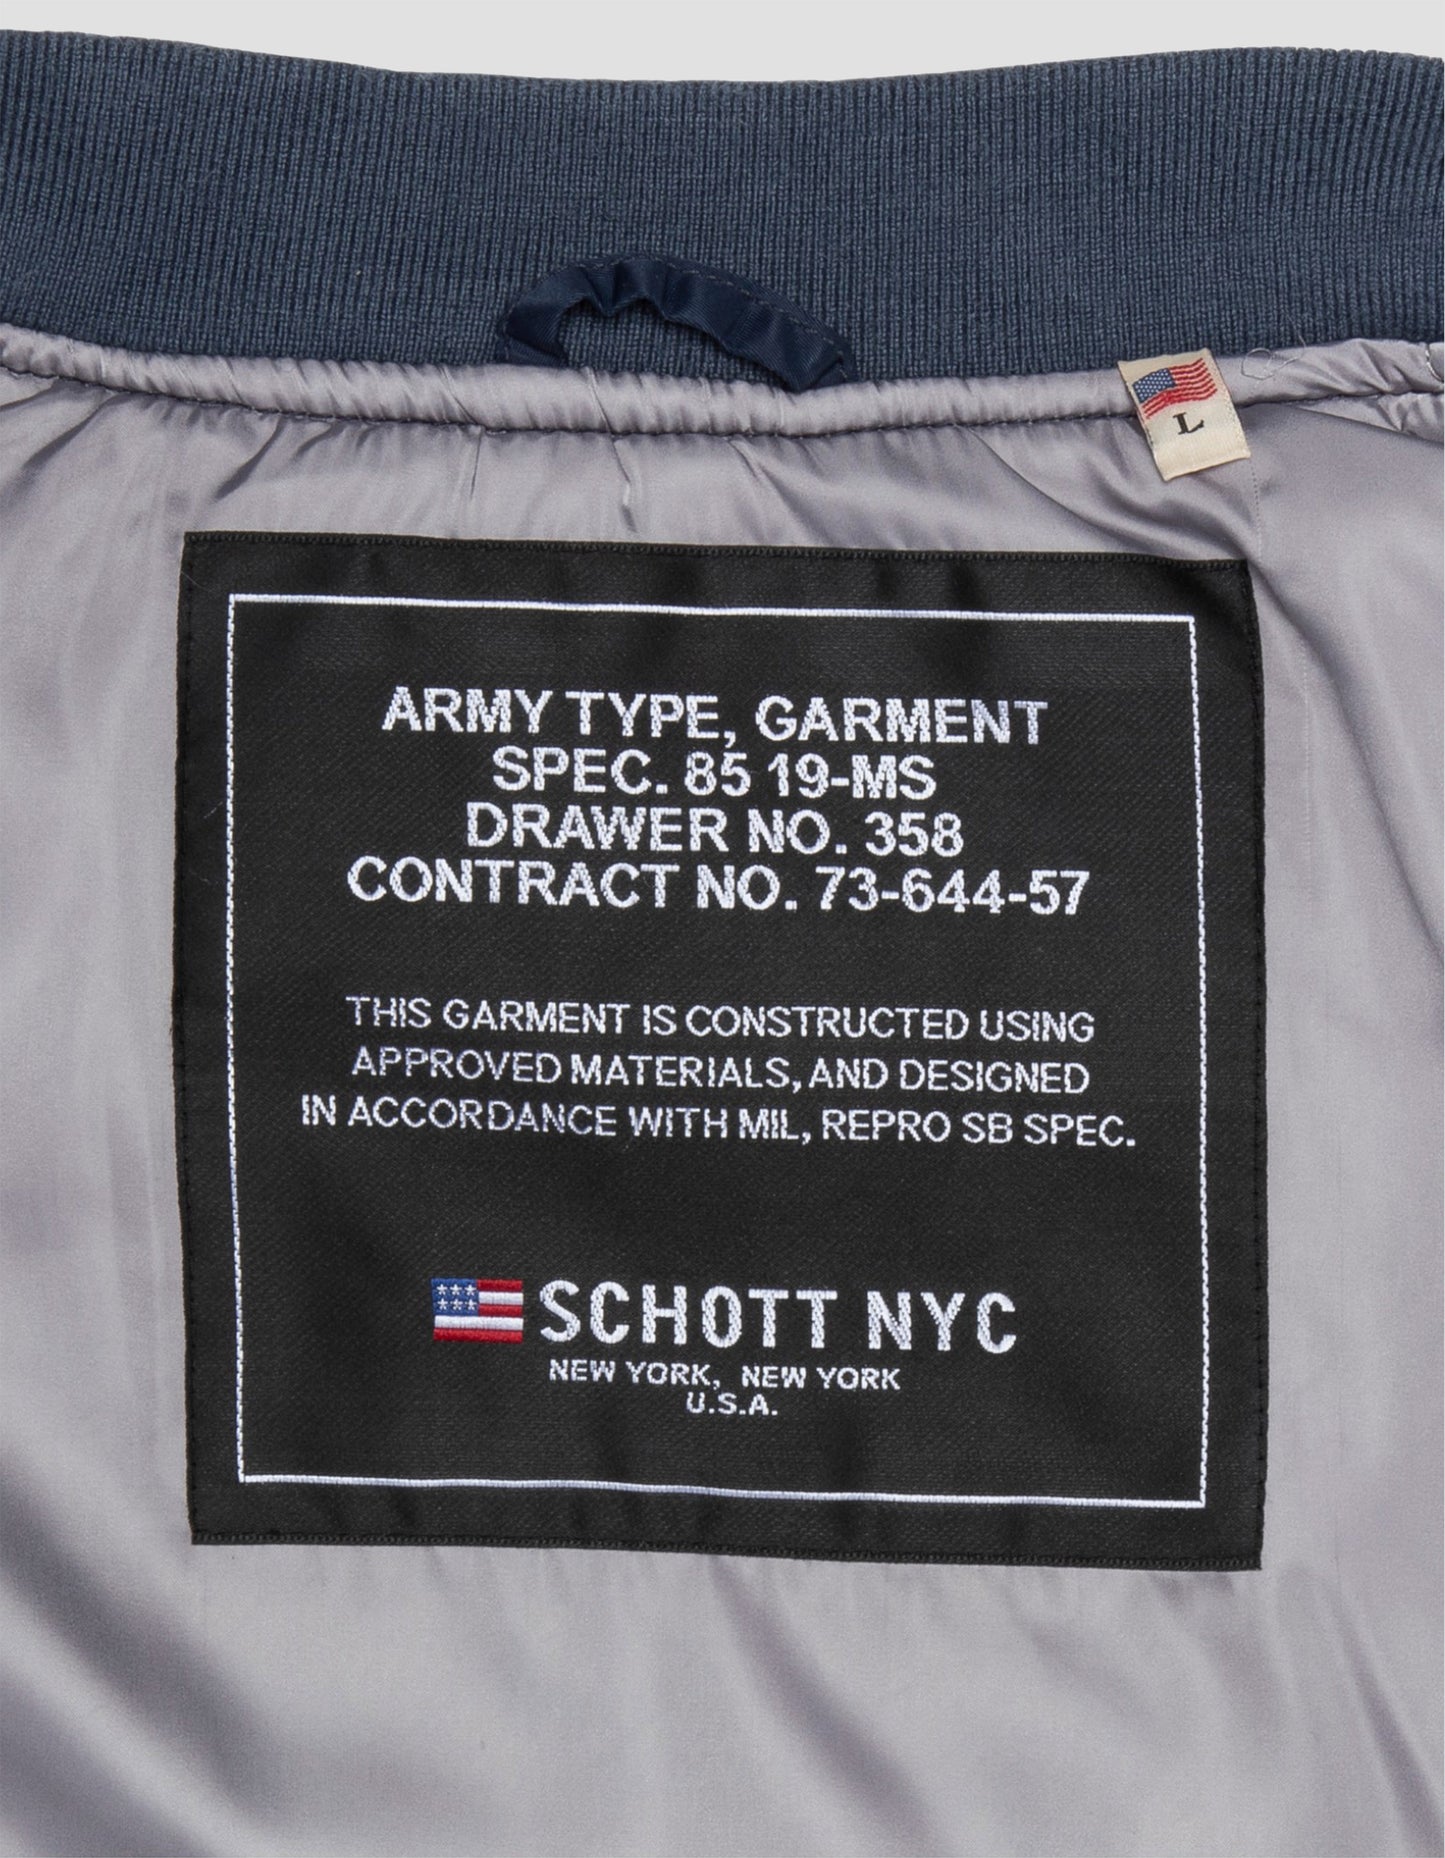 L
ARMY TYPE, GARMENT
SPEC. 85 19-MS
DRAWER NO. 358
CONTRACT NO. 73-644-57
THIS GARMENT IS CONSTRUCTED USING
APPROVED MATERIALS, AND DESIGNED
IN ACCORDANCE WITH MIL, REPRO SB SPEC.
SCHOTT NYC
NEW YORK, NEW YORK
U.S.A.